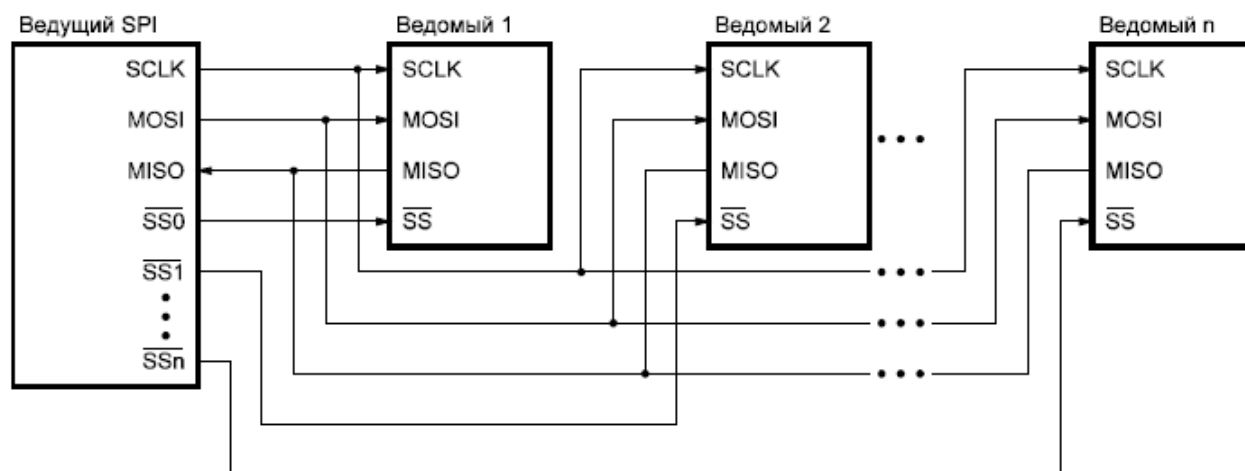 Ведущий SPI
SCLK
MOSI
MISO
SS0
SS1
SSn
Ведомый 1
SCLK
MOSI
MISO
SS
Ведомый 2
SCLK
MOSI
MISO
SS
Ведомый n
SCLK
MOSI
MISO
SS